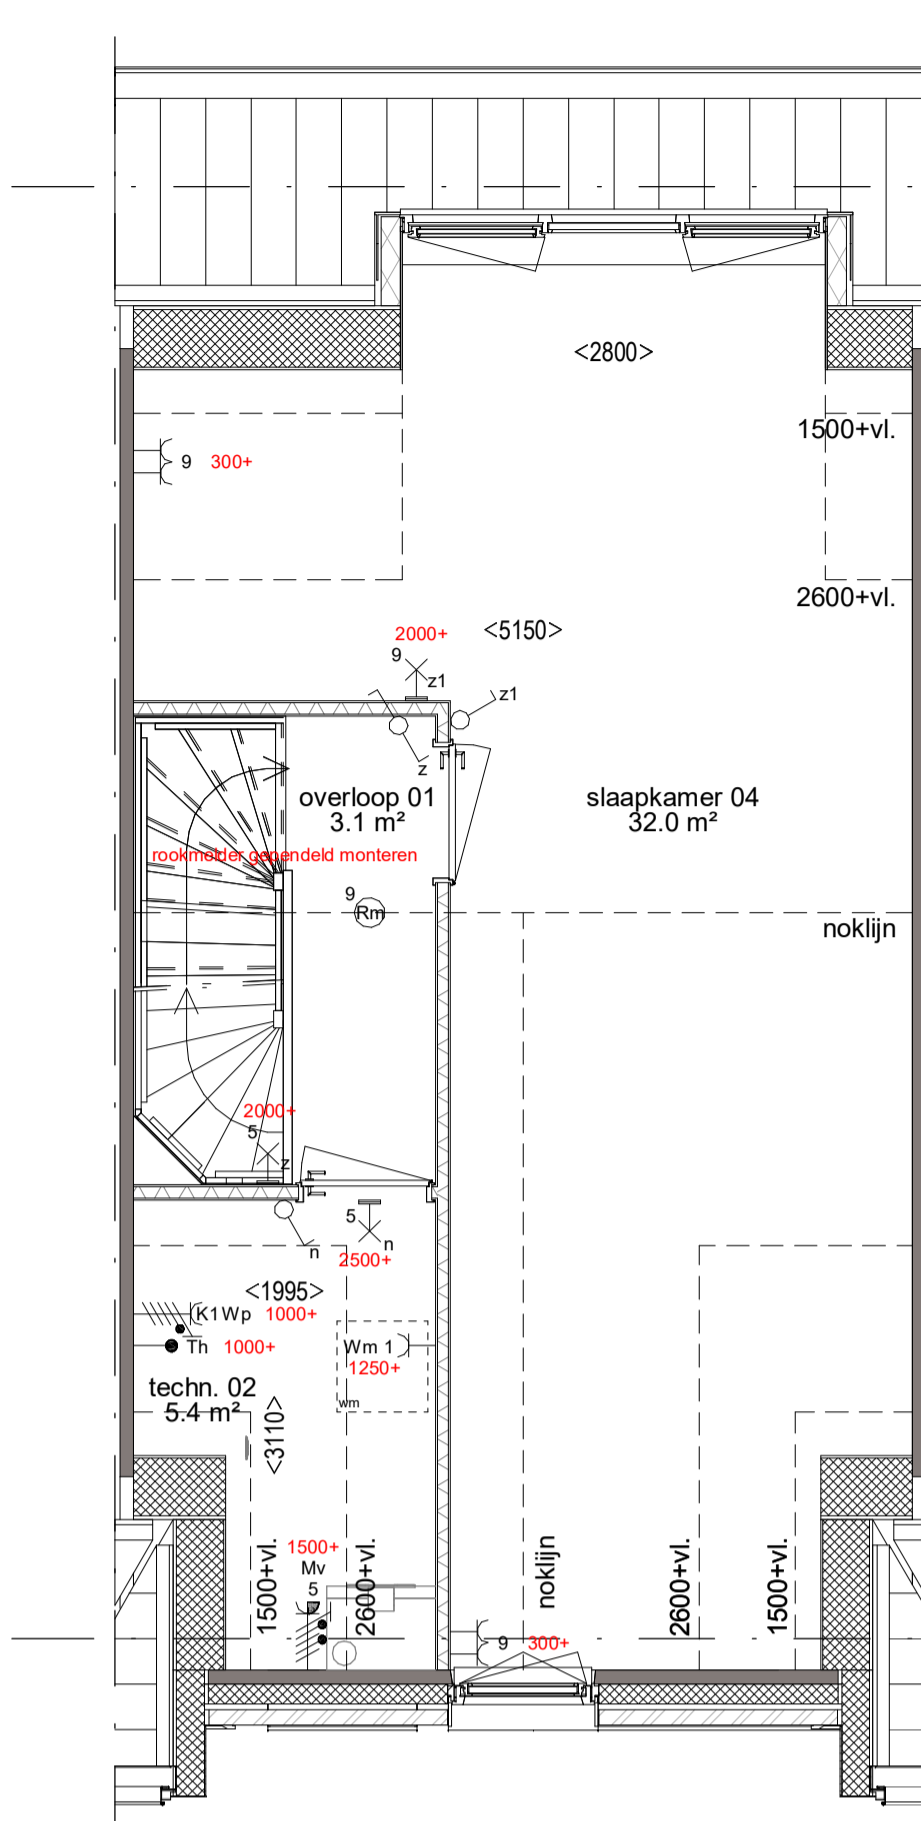 <2800>
1500+vl.
9 300+
2600+vl.
2000+
<5150>
9
z1
z1
z
overloop 01
3.1 m²
slaapkamer 04
32.0 m²
rookmelder gependeld monteren
9
Rm
noklijn
2000+
5
z
5
n
n
2500+
<1995>
K1Wp 1000+
Th 1000+
Wm 1
1250+
wm
techn. 02
5.4 m²
<3110>
1500+vl.
1500+
Mv
5
2600+vl.
noklijn
2600+vl.
1500+vl.
9 300+